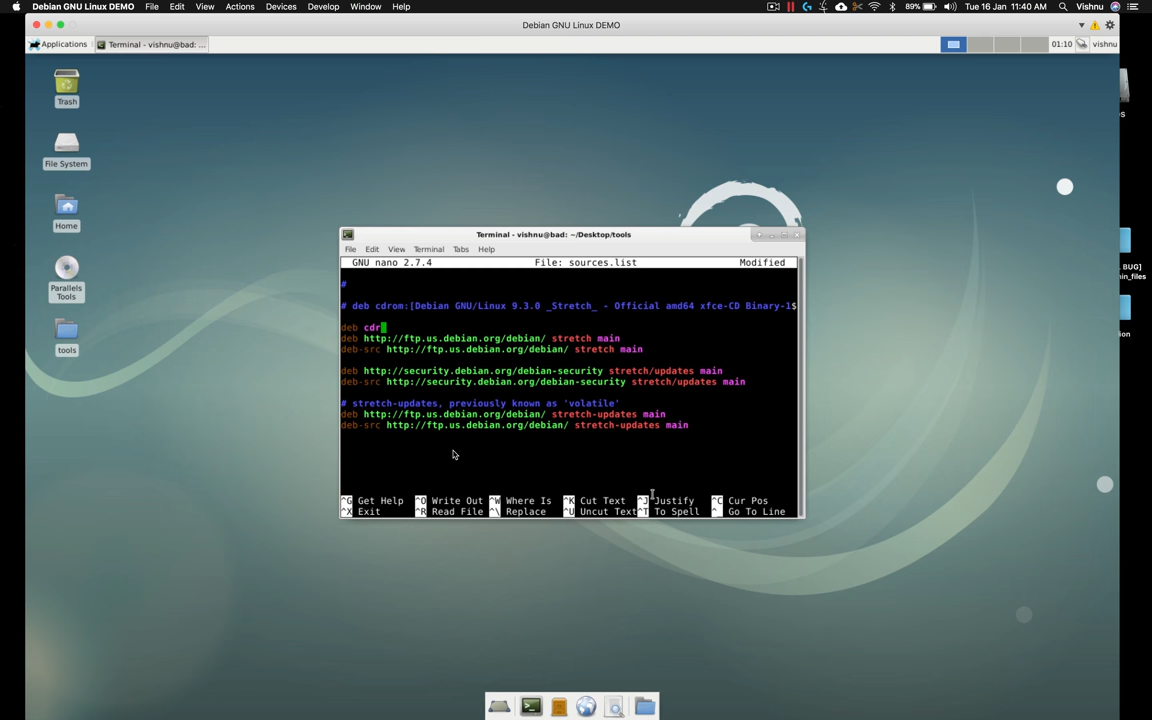 Debian GNU Linux DEMO File Edit View Actions Devices Develop Window Help 89% Tue 16 Jan 11:40 AM Vishnu
Debian GNU Linux DEMO
Applications Terminal - vishnu@bad: ... 01:10 vishnu
Trash
File System
Home
Parallels
Tools
tools
Terminal - vishnu@bad: ~/Desktop/tools
File Edit View Terminal Tabs Help
GNU nano 2.7.4 File: sources.list Modified
#
# deb cdrom:[Debian GNU/Linux 9.3.0 _Stretch_ - Official amd64 xfce-CD Binary-1$
deb cdr
deb http://ftp.us.debian.org/debian/ stretch main
deb-src http://ftp.us.debian.org/debian/ stretch main
deb http://security.debian.org/debian-security stretch/updates main
deb-src http://security.debian.org/debian-security stretch/updates main
# stretch-updates, previously known as 'volatile'
deb http://ftp.us.debian.org/debian/ stretch-updates main
deb-src http://ftp.us.debian.org/debian/ stretch-updates main
^G Get Help ^O Write Out ^W Where Is ^K Cut Text ^J Justify ^C Cur Pos
^X Exit ^R Read File ^\ Replace ^U Uncut Text ^T To Spell ^_ Go To Line
BUG]